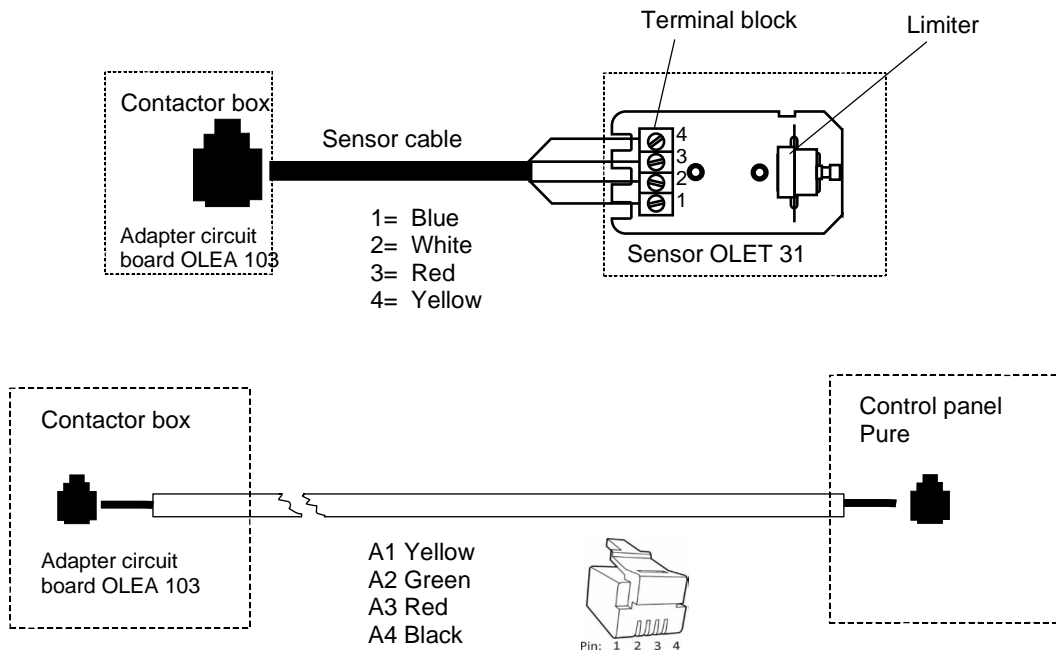 Terminal block
Limiter
Contactor box
Sensor cable
4
3
2
1
1= Blue
2= White
3= Red
4= Yellow
Adapter circuit
board OLEA 103
Sensor OLET 31
Contactor box
Control panel
Pure
Adapter circuit
board OLEA 103
A1 Yellow
A2 Green
A3 Red
A4 Black
Pin: 1 2 3 4